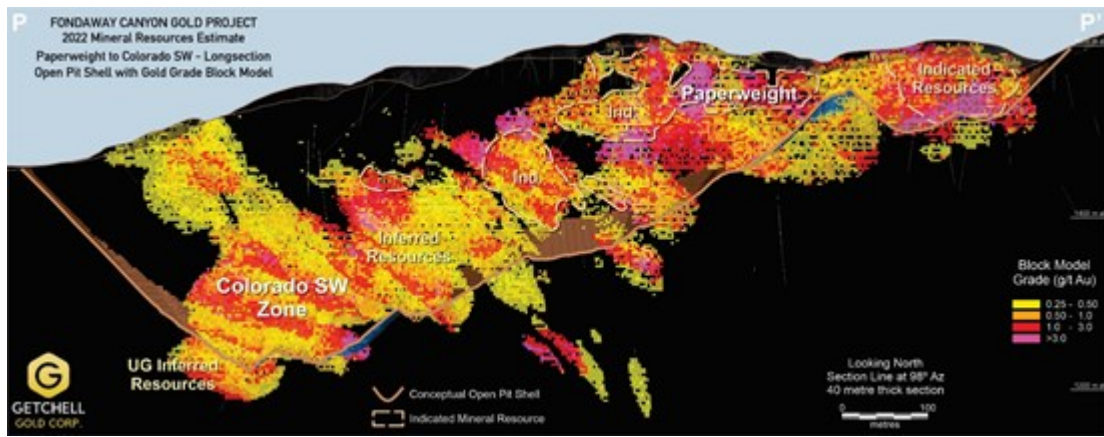 P
FONDAWAY CANYON GOLD PROJECT
2022 Mineral Resources Estimate
Paperweight to Colorado SW - Longsection
Open Pit Shell with Gold Grade Block Model
P'
Indicated
Resources
Paperweight
Ind
Ind
Inferred
Resources
Colorado SW
Zone
UG Inferred
Resources
Block Model
Grade (g/t Au)
0.25 - 0.50
0.50 - 1.0
1.0 - 3.0
>3.0
Looking North
Section Line at 98° Az
40 metre thick section
0 100
metres
Conceptual Open Pit Shell
Indicated Mineral Resource
G
GETCHELL
GOLD CORP.